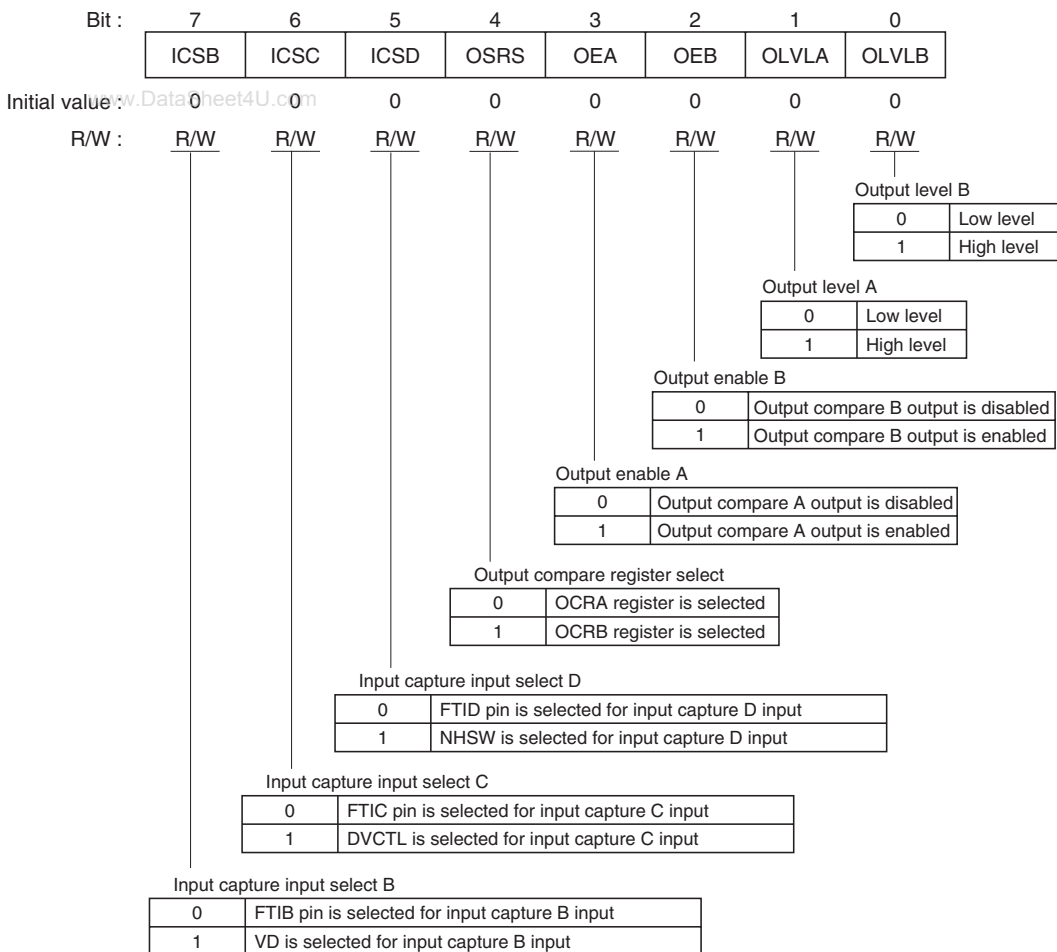 Bit : 7 6 5 4 3 2 1 0
ICSB ICSC ICSD OSRS OEA OEB OLVLA OLVLB
Initial value : 0 0 0 0 0 0 0 0
www.DataSheet4U.com
R/W : R/W R/W R/W R/W R/W R/W R/W R/W
Output level B
0 Low level
1 High level
Output level A
0 Low level
1 High level
Output enable B
0 Output compare B output is disabled
1 Output compare B output is enabled
Output enable A
0 Output compare A output is disabled
1 Output compare A output is enabled
Output compare register select
0 OCRA register is selected
1 OCRB register is selected
Input capture input select D
0 FTID pin is selected for input capture D input
1 NHSW is selected for input capture D input
Input capture input select C
0 FTIC pin is selected for input capture C input
1 DVCTL is selected for input capture C input
Input capture input select B
0 FTIB pin is selected for input capture B input
1 VD is selected for input capture B input